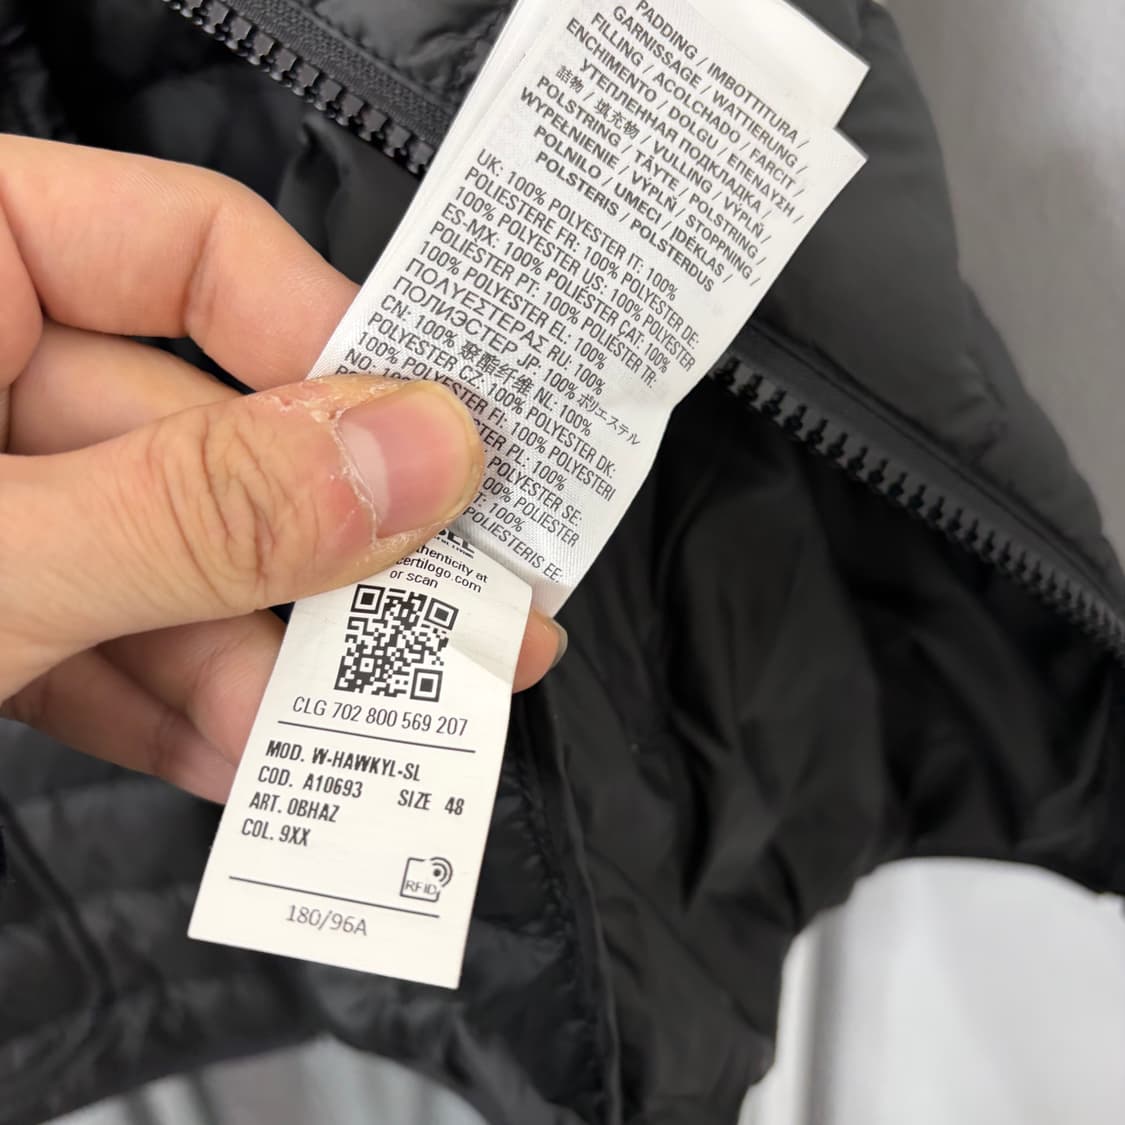 PADDING / IMBOTTITURA /
GARNISSAGE / WATTIERUNG /
FILLING / ACOLCHADO / FARCIT /
ENCHIMENTO / DOLGU / ΕΠΕΝΔΥΣΗ /
УТЕПЛЕННАЯ ПОДКЛАДКА /
詰物 / 填充物 / VULLING / VÝPLŇ /
POLSTRING / TÄYTE / POLSTRING /
WYPEŁNIENIE / VÝPLŇ / STOPPNING /
POLNILO / UMECI / IDĖKLAS /
POLSTERIS / POLSTERDUS
UK: 100% POLYESTER IT: 100%
POLIESTERE FR: 100% POLYESTER DE:
100% POLYESTER US: 100% POLYESTER
ES-MX: 100% POLIÉSTER CAT: 100%
POLIÈSTER PT: 100% POLIÉSTER TR:
100% POLYESTER EL: 100%
ΠΟΛΥΕΣΤΕΡΑΣ RU: 100%
ПОЛИЭСТЕР JP: 100% ポリエステル
CN: 100% 聚酯纤维 NL: 100%
POLYESTER CZ: 100% POLYESTER DK:
100% POLYESTER FI: 100% POLYESTERI
NO: POLYESTER PL: 100%
POLYESTER SE:
POLIESTER
100%
POLIESTERIS EE:
at
certilogo.com
or scan
CLG 702 800 569 207
MOD. W-HAWKYL-SL
COD. A10693 SIZE 48
ART. 0BHAZ
COL. 9XX
RFID
180/96A